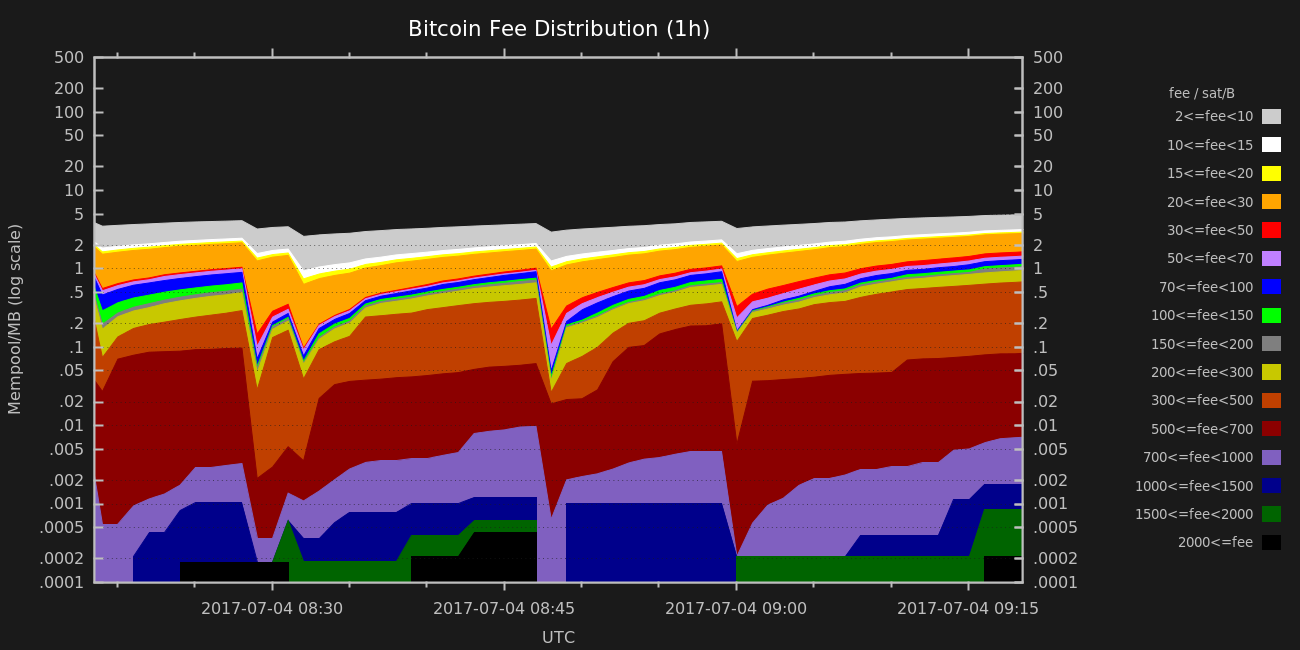 Bitcoin Fee Distribution (1h)
500
200
100
50
20
10
5
2
1
.5
.2
.1
.05
.02
.01
.005
.002
.001
.0005
.0002
.0001
Mempool/MB (log scale)
500
200
100
50
20
10
5
2
1
.5
.2
.1
.05
.02
.01
.005
.002
.001
.0005
.0002
.0001
2017-07-04 08:30
2017-07-04 08:45
2017-07-04 09:00
2017-07-04 09:15
UTC
fee / sat/B
2<=fee<10
10<=fee<15
15<=fee<20
20<=fee<30
30<=fee<50
50<=fee<70
70<=fee<100
100<=fee<150
150<=fee<200
200<=fee<300
300<=fee<500
500<=fee<700
700<=fee<1000
1000<=fee<1500
1500<=fee<2000
2000<=fee